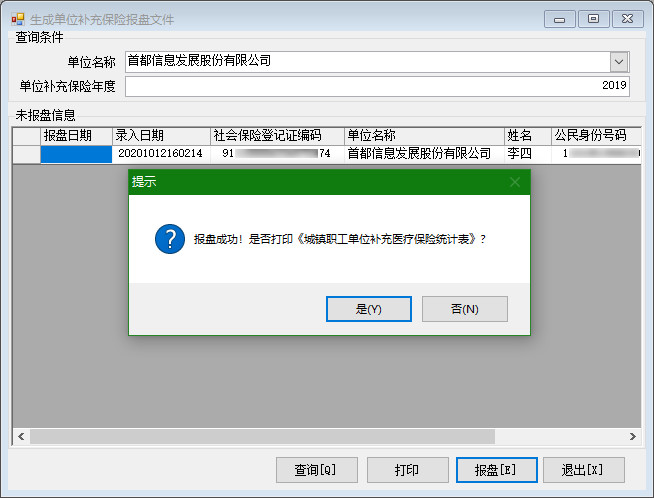 生成单位补充保险报盘文件
查询条件
单位名称 首都信息发展股份有限公司
单位补充保险年度 2019
未报盘信息
报盘日期 录入日期 社会保险登记证编码 单位名称 姓名 公民身份号码
20201012160214 91 74 首都信息发展股份有限公司 李四 1
提示
报盘成功！是否打印《城镇职工单位补充医疗保险统计表》？
是(Y) 否(N)
查询[Q] 打印 报盘[E] 退出[X]